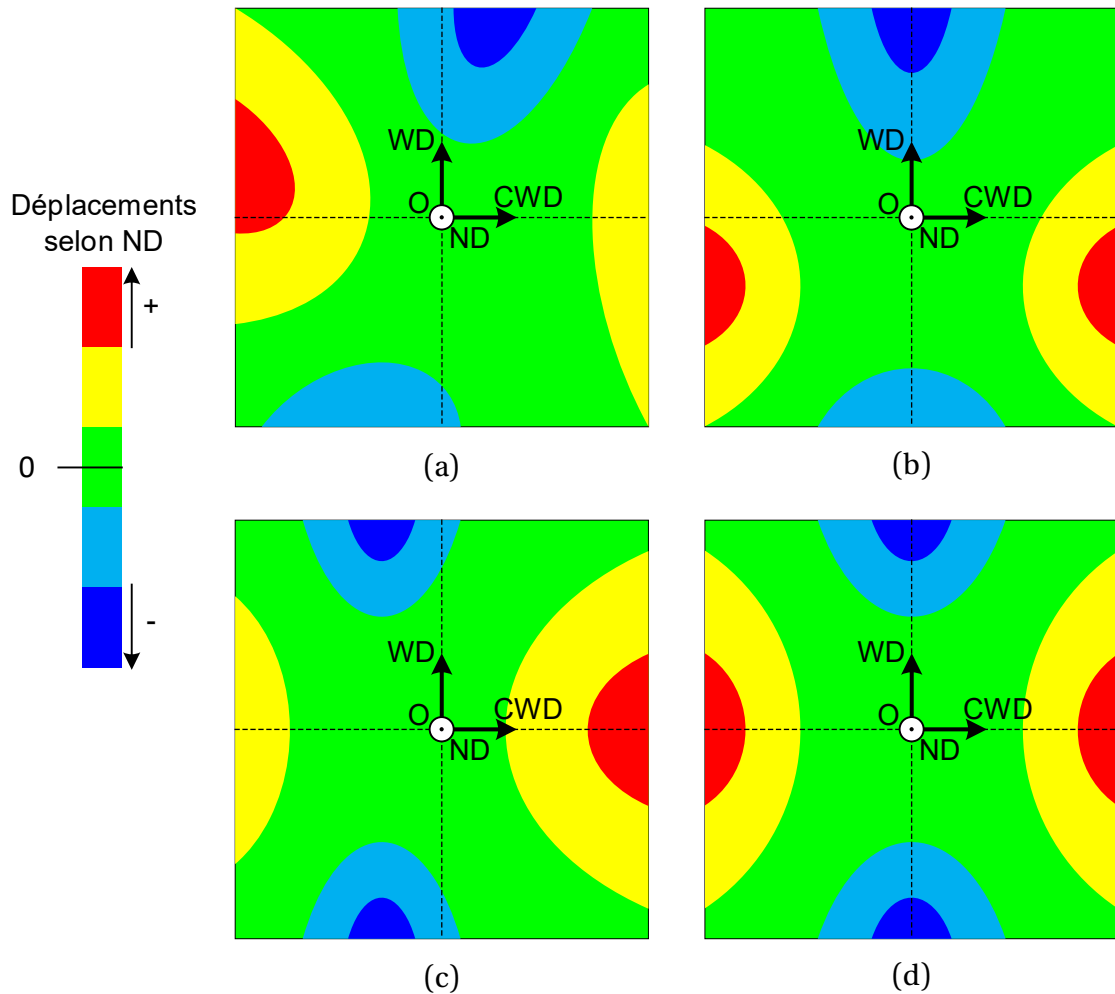 Déplacements
selon ND
+
0
-
WD
O
CWD
ND
(a)
WD
O
CWD
ND
(b)
WD
O
CWD
ND
(c)
WD
O
CWD
ND
(d)